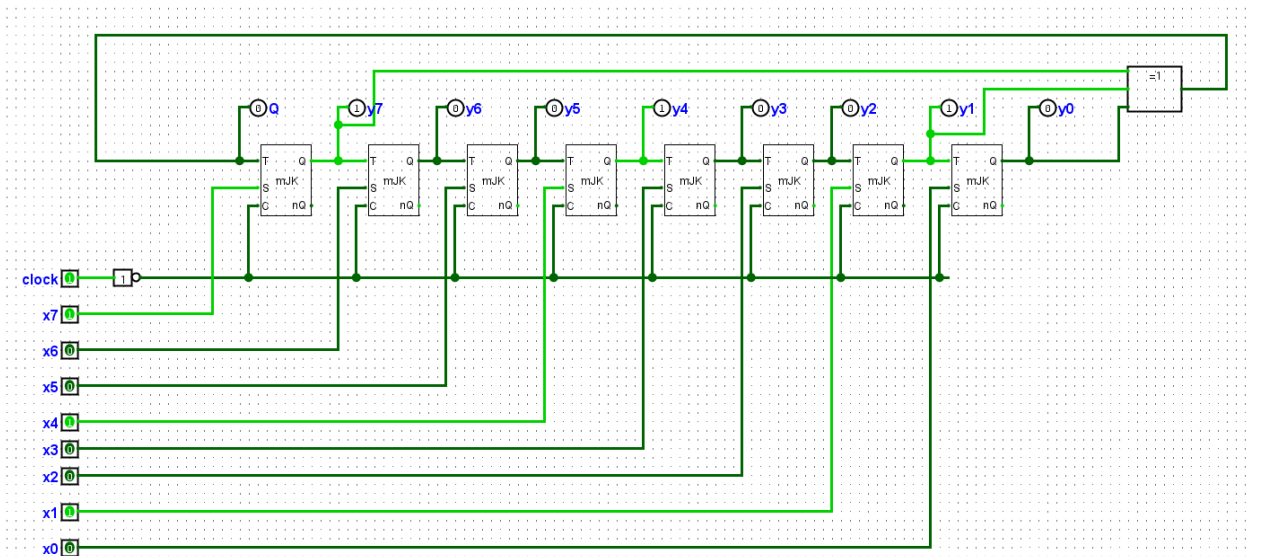 =1
0 Q 1 y7 0 y6 0 y5 1 y4 0 y3 0 y2 1 y1 0 y0
T Q T Q T Q T Q T Q T Q T Q T Q
mJK mJK mJK mJK mJK mJK mJK mJK
S S S S S S S S
C nQ C nQ C nQ C nQ C nQ C nQ C nQ C nQ
clock 1 1
x7 1
x6 0
x5 0
x4 1
x3 0
x2 0
x1 1
x0 0